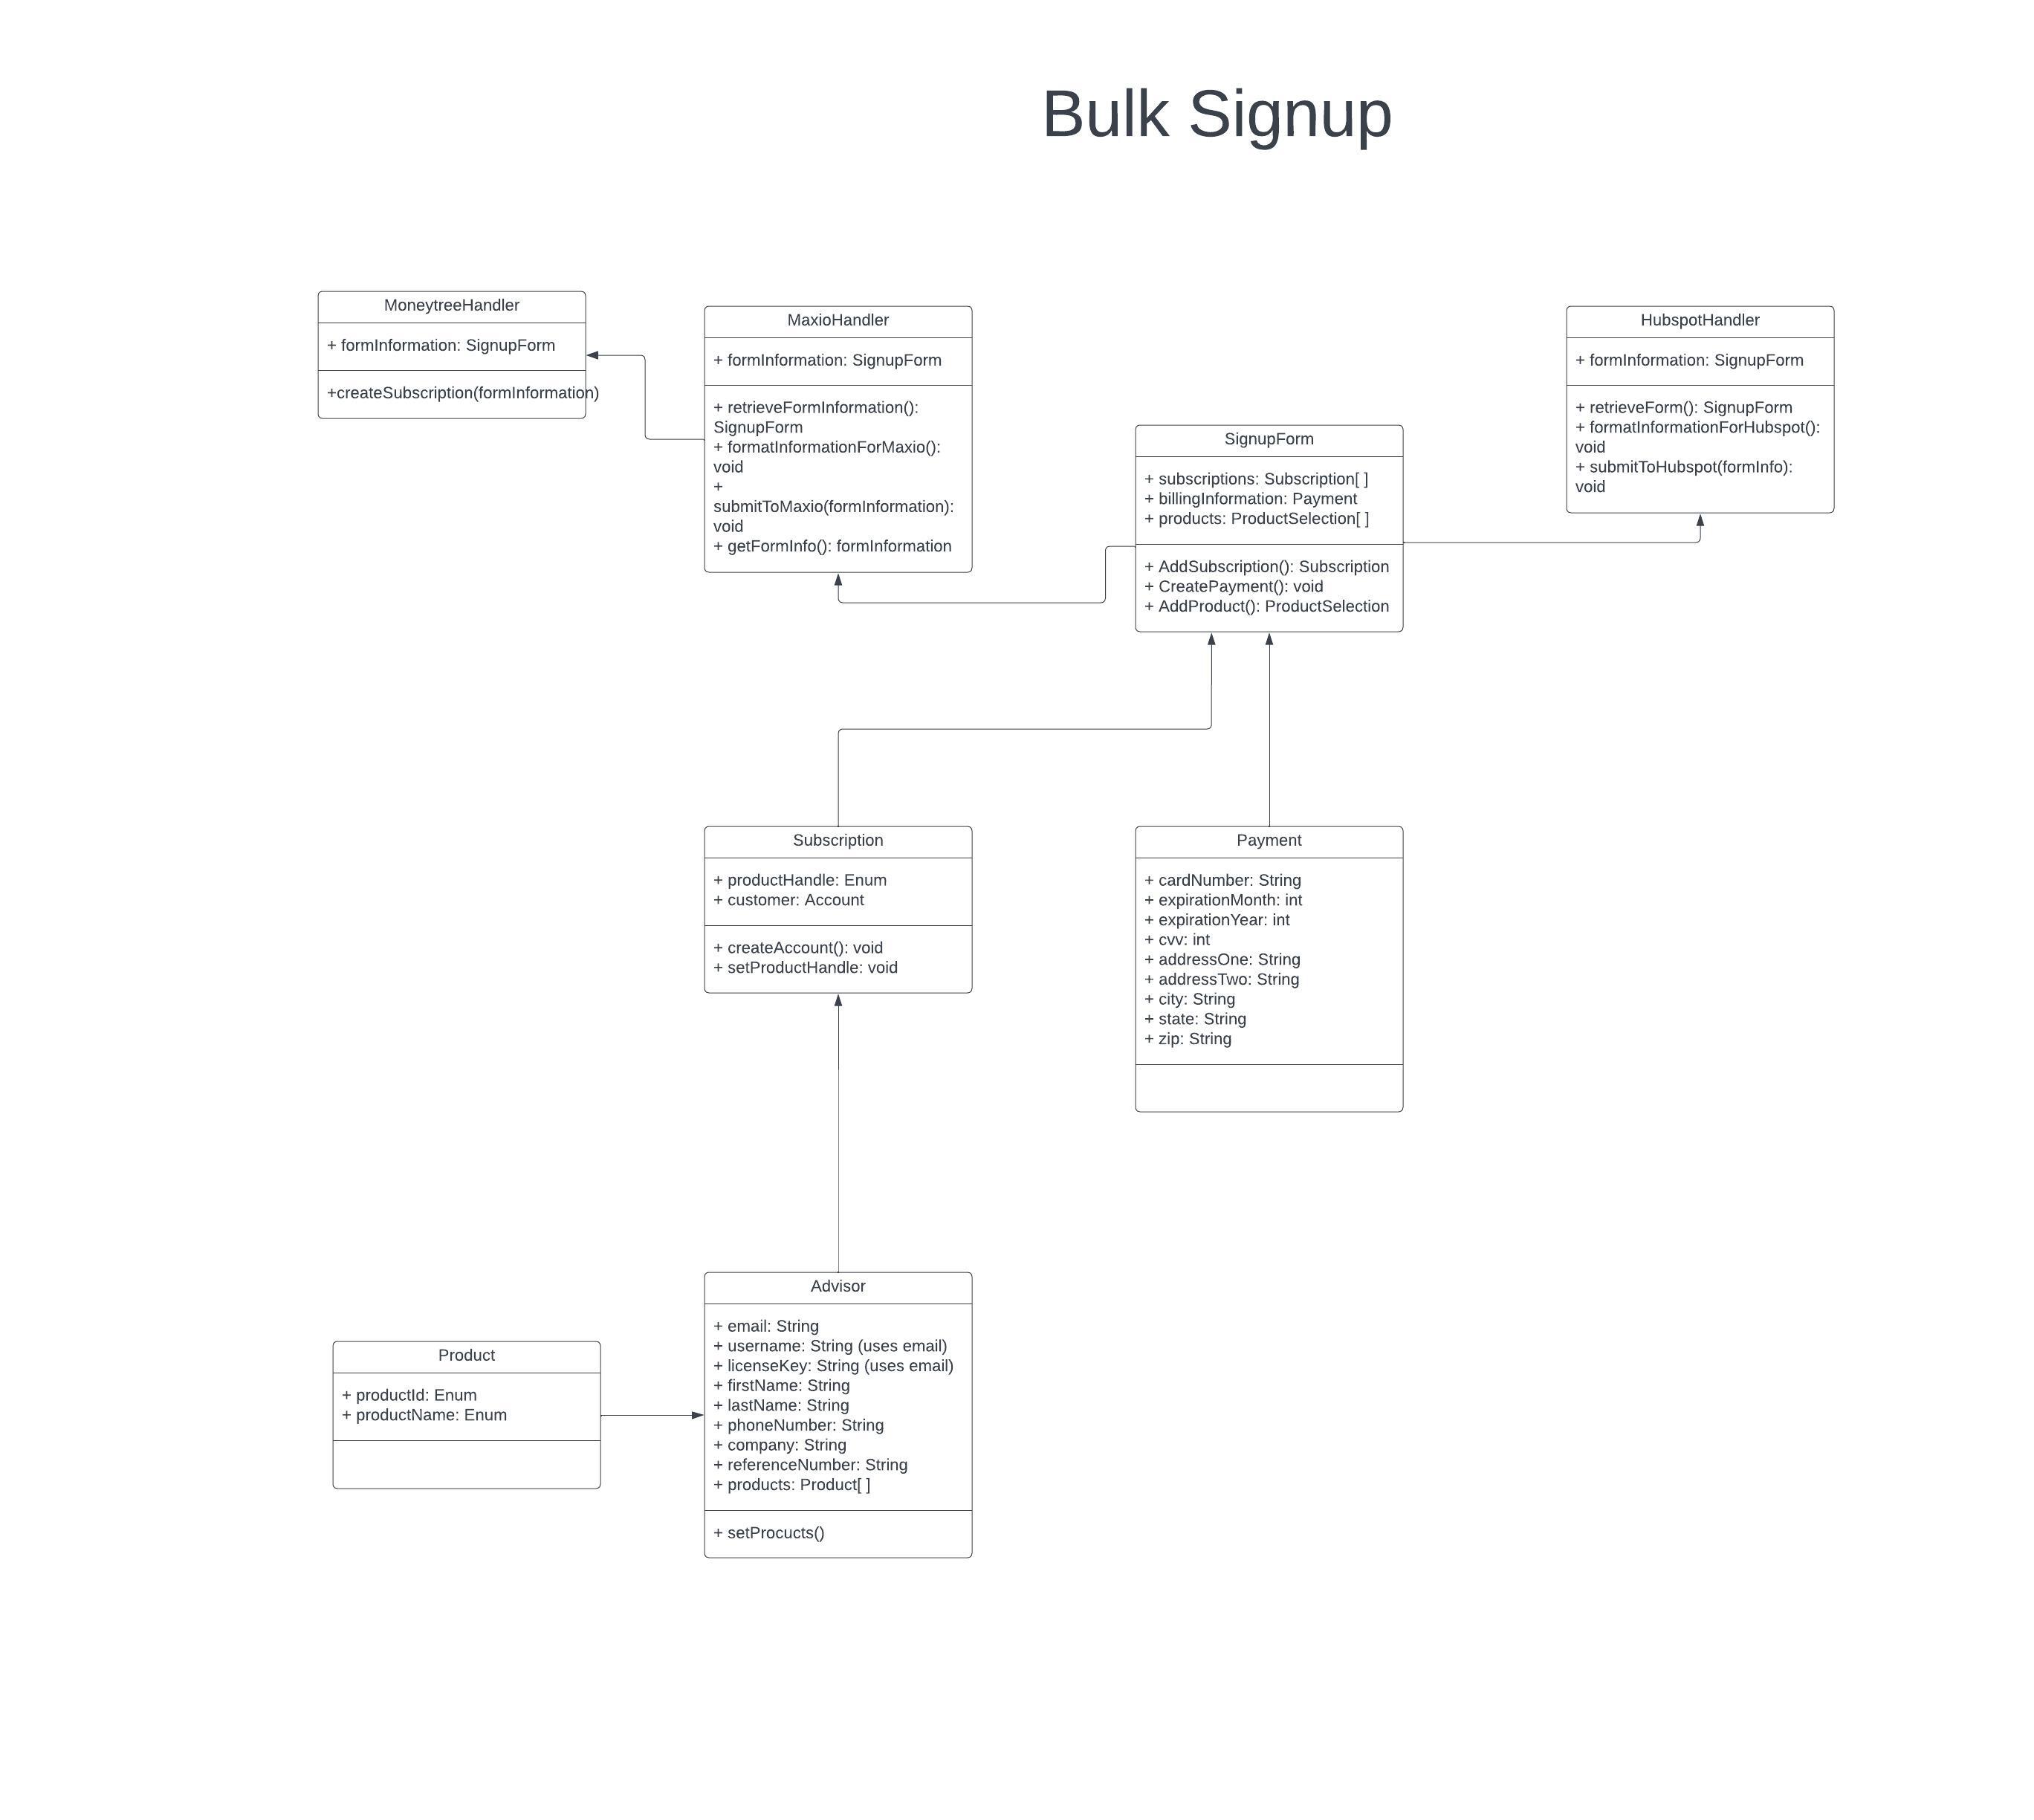 Bulk Signup
MoneytreeHandler
+ formInformation: SignupForm
+createSubscription(formInformation)
MaxioHandler
+ formInformation: SignupForm
+ retrieveFormInformation():
SignupForm
+ formatInformationForMaxio():
void
+
submitToMaxio(formInformation):
void
+ getFormInfo(): formInformation
HubspotHandler
+ formInformation: SignupForm
+ retrieveForm(): SignupForm
+ formatInformationForHubspot():
void
+ submitToHubspot(formInfo):
void
SignupForm
+ subscriptions: Subscription[ ]
+ billingInformation: Payment
+ products: ProductSelection[ ]
+ AddSubscription(): Subscription
+ CreatePayment(): void
+ AddProduct(): ProductSelection
Subscription
+ productHandle: Enum
+ customer: Account
+ createAccount(): void
+ setProductHandle: void
Payment
+ cardNumber: String
+ expirationMonth: int
+ expirationYear: int
+ cvv: int
+ addressOne: String
+ addressTwo: String
+ city: String
+ state: String
+ zip: String
Product
+ productId: Enum
+ productName: Enum
Advisor
+ email: String
+ username: String (uses email)
+ licenseKey: String (uses email)
+ firstName: String
+ lastName: String
+ phoneNumber: String
+ company: String
+ referenceNumber: String
+ products: Product[ ]
+ setProcucts()